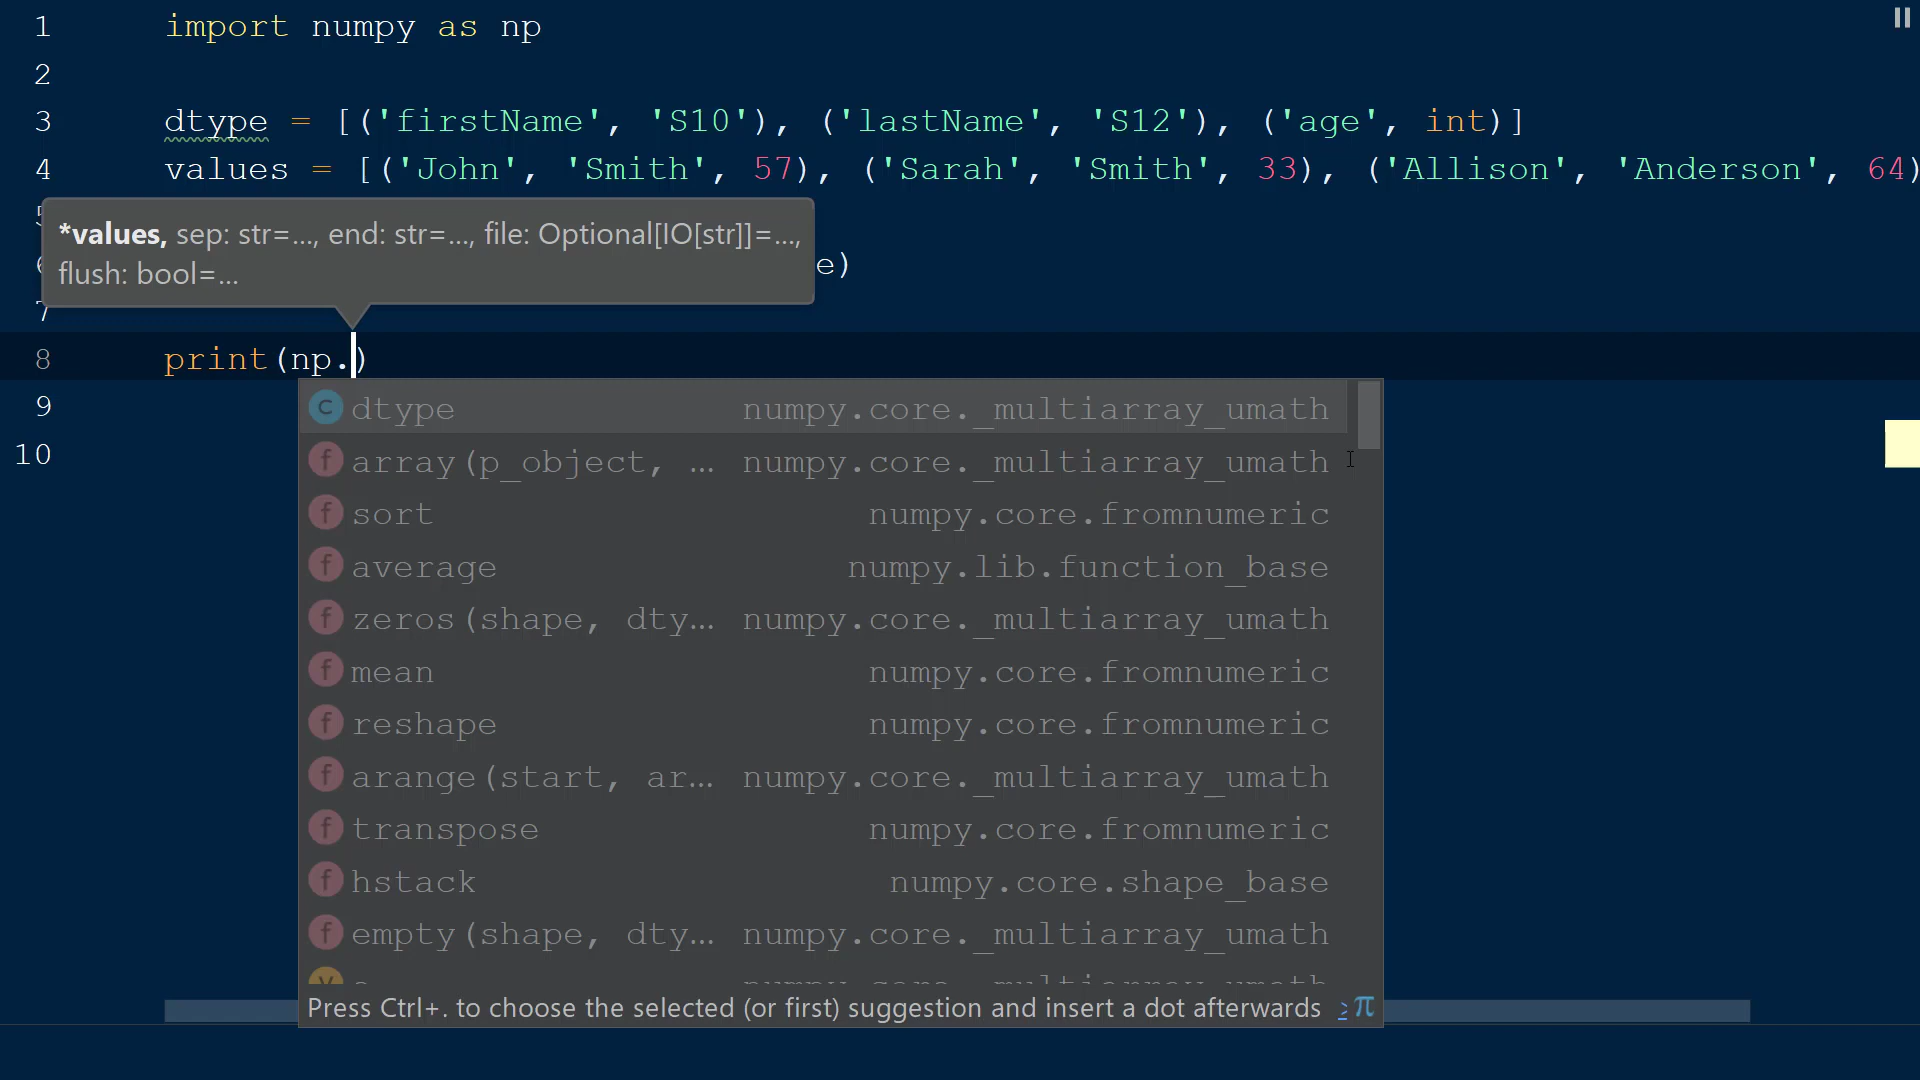 1 import numpy as np
2
3 dtype = [('firstName', 'S10'), ('lastName', 'S12'), ('age', int)]
4 values = [('John', 'Smith', 57), ('Sarah', 'Smith', 33), ('Allison', 'Anderson', 64)
*values, sep: str=..., end: str=..., file: Optional[IO[str]]=...,
flush: bool=...
e)
7
8 print(np.)
9
10
dtype numpy.core._multiarray_umath
array(p_object, ... numpy.core._multiarray_umath
sort numpy.core.fromnumeric
average numpy.lib.function_base
zeros(shape, dty... numpy.core._multiarray_umath
mean numpy.core.fromnumeric
reshape numpy.core.fromnumeric
arange(start, ar... numpy.core._multiarray_umath
transpose numpy.core.fromnumeric
hstack numpy.core.shape_base
empty(shape, dty... numpy.core._multiarray_umath
Press Ctrl+. to choose the selected (or first) suggestion and insert a dot afterwards